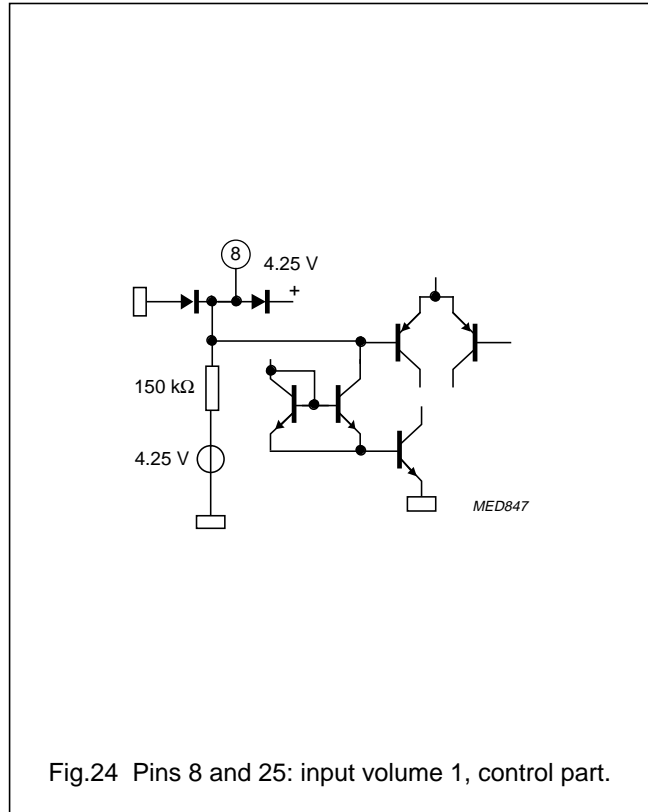 8
4.25 V
+
150 kΩ
4.25 V
MED847
Fig.24 Pins 8 and 25: input volume 1, control part.